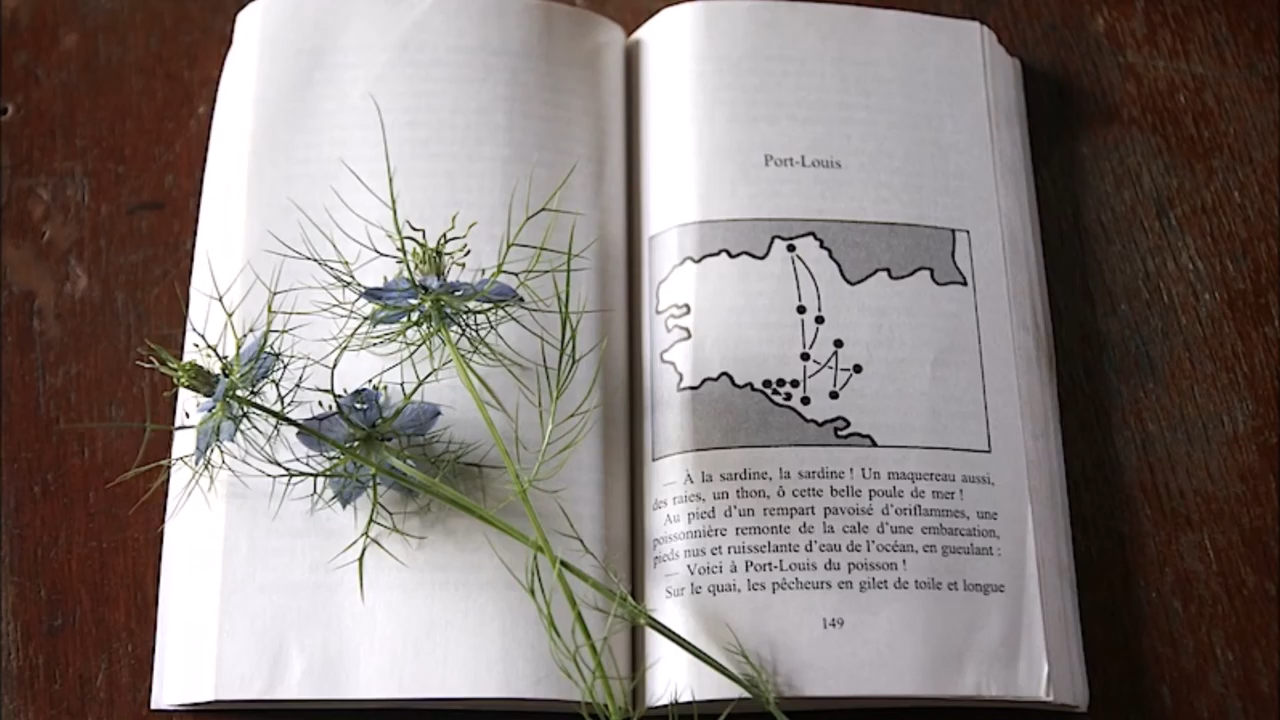 Port-Louis
— À la sardine, la sardine ! Un maquereau aussi,
des raies, un thon, ô cette belle poule de mer !
Au pied d'un rempart pavoisé d'oriflammes, une
poissonnière remonte de la cale d'une embarcation,
pieds nus et ruisselante d'eau de l'océan, en gueulant :
— Voici à Port-Louis du poisson !
Sur le quai, les pêcheurs en gilet de toile et longue
149